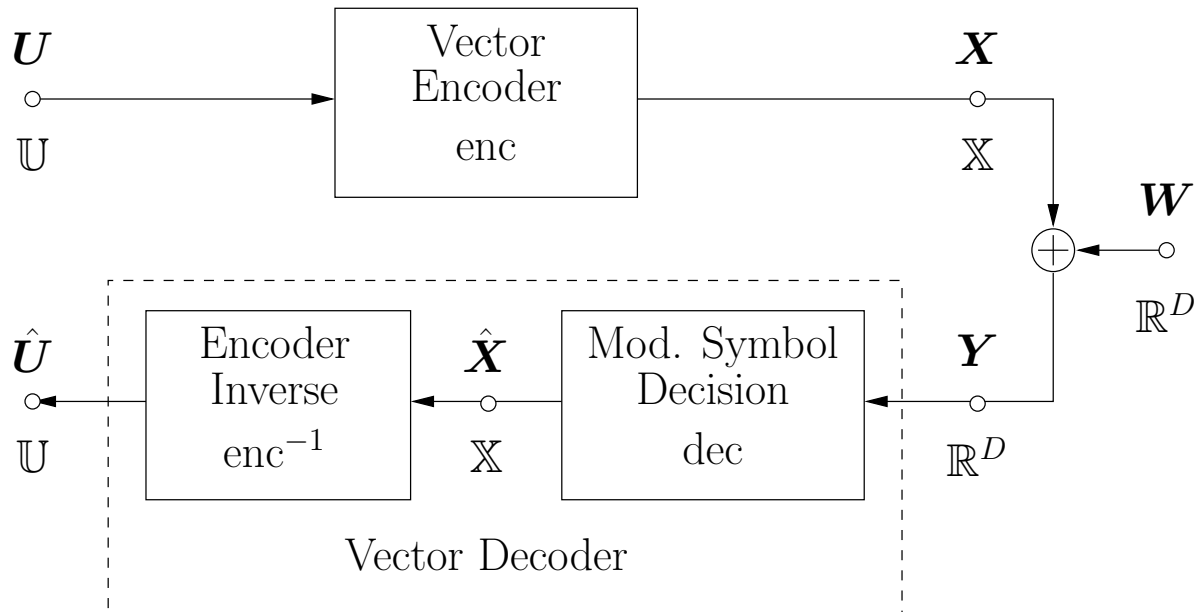 U
Vector
Encoder
enc
X
𝕌
𝕏
W
ℝ^D
Û
Encoder
Inverse
enc⁻¹
X̂
Mod. Symbol
Decision
dec
Y
𝕌
𝕏
ℝ^D
Vector Decoder